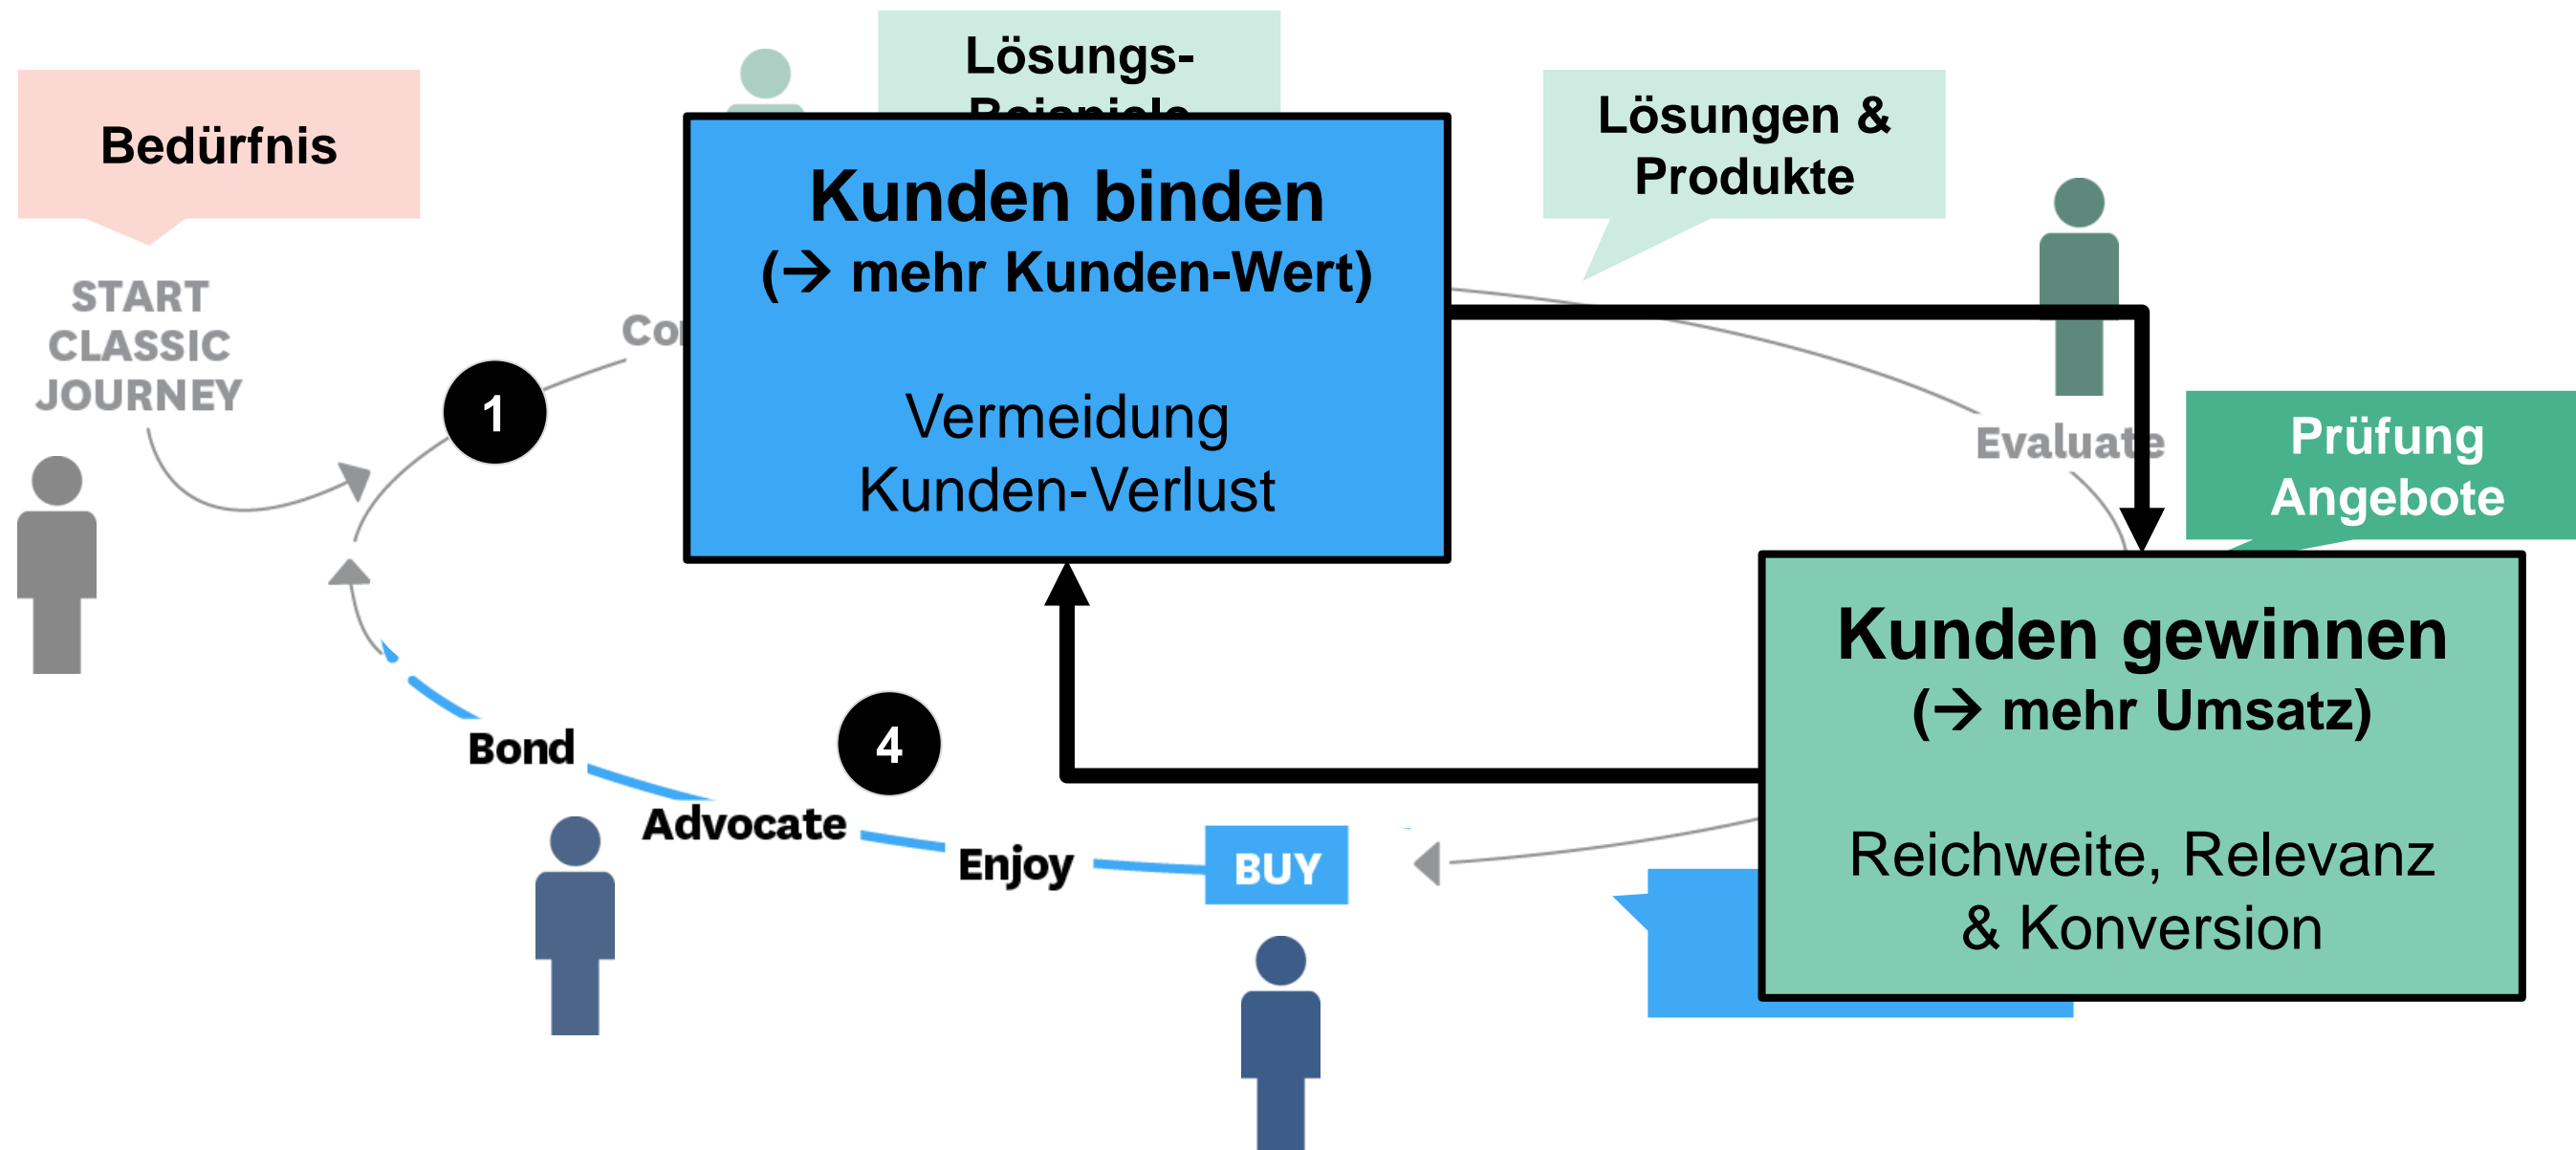 Lösungs-
Bedürfnis
Lösungen &
Produkte
Kunden binden
(→ mehr Kunden-Wert)
Vermeidung
Kunden-Verlust
START
CLASSIC
JOURNEY
1
Evaluate
Prüfung
Angebote
Kunden gewinnen
(→ mehr Umsatz)
Reichweite, Relevanz
& Konversion
4
Bond
Advocate
Enjoy
BUY